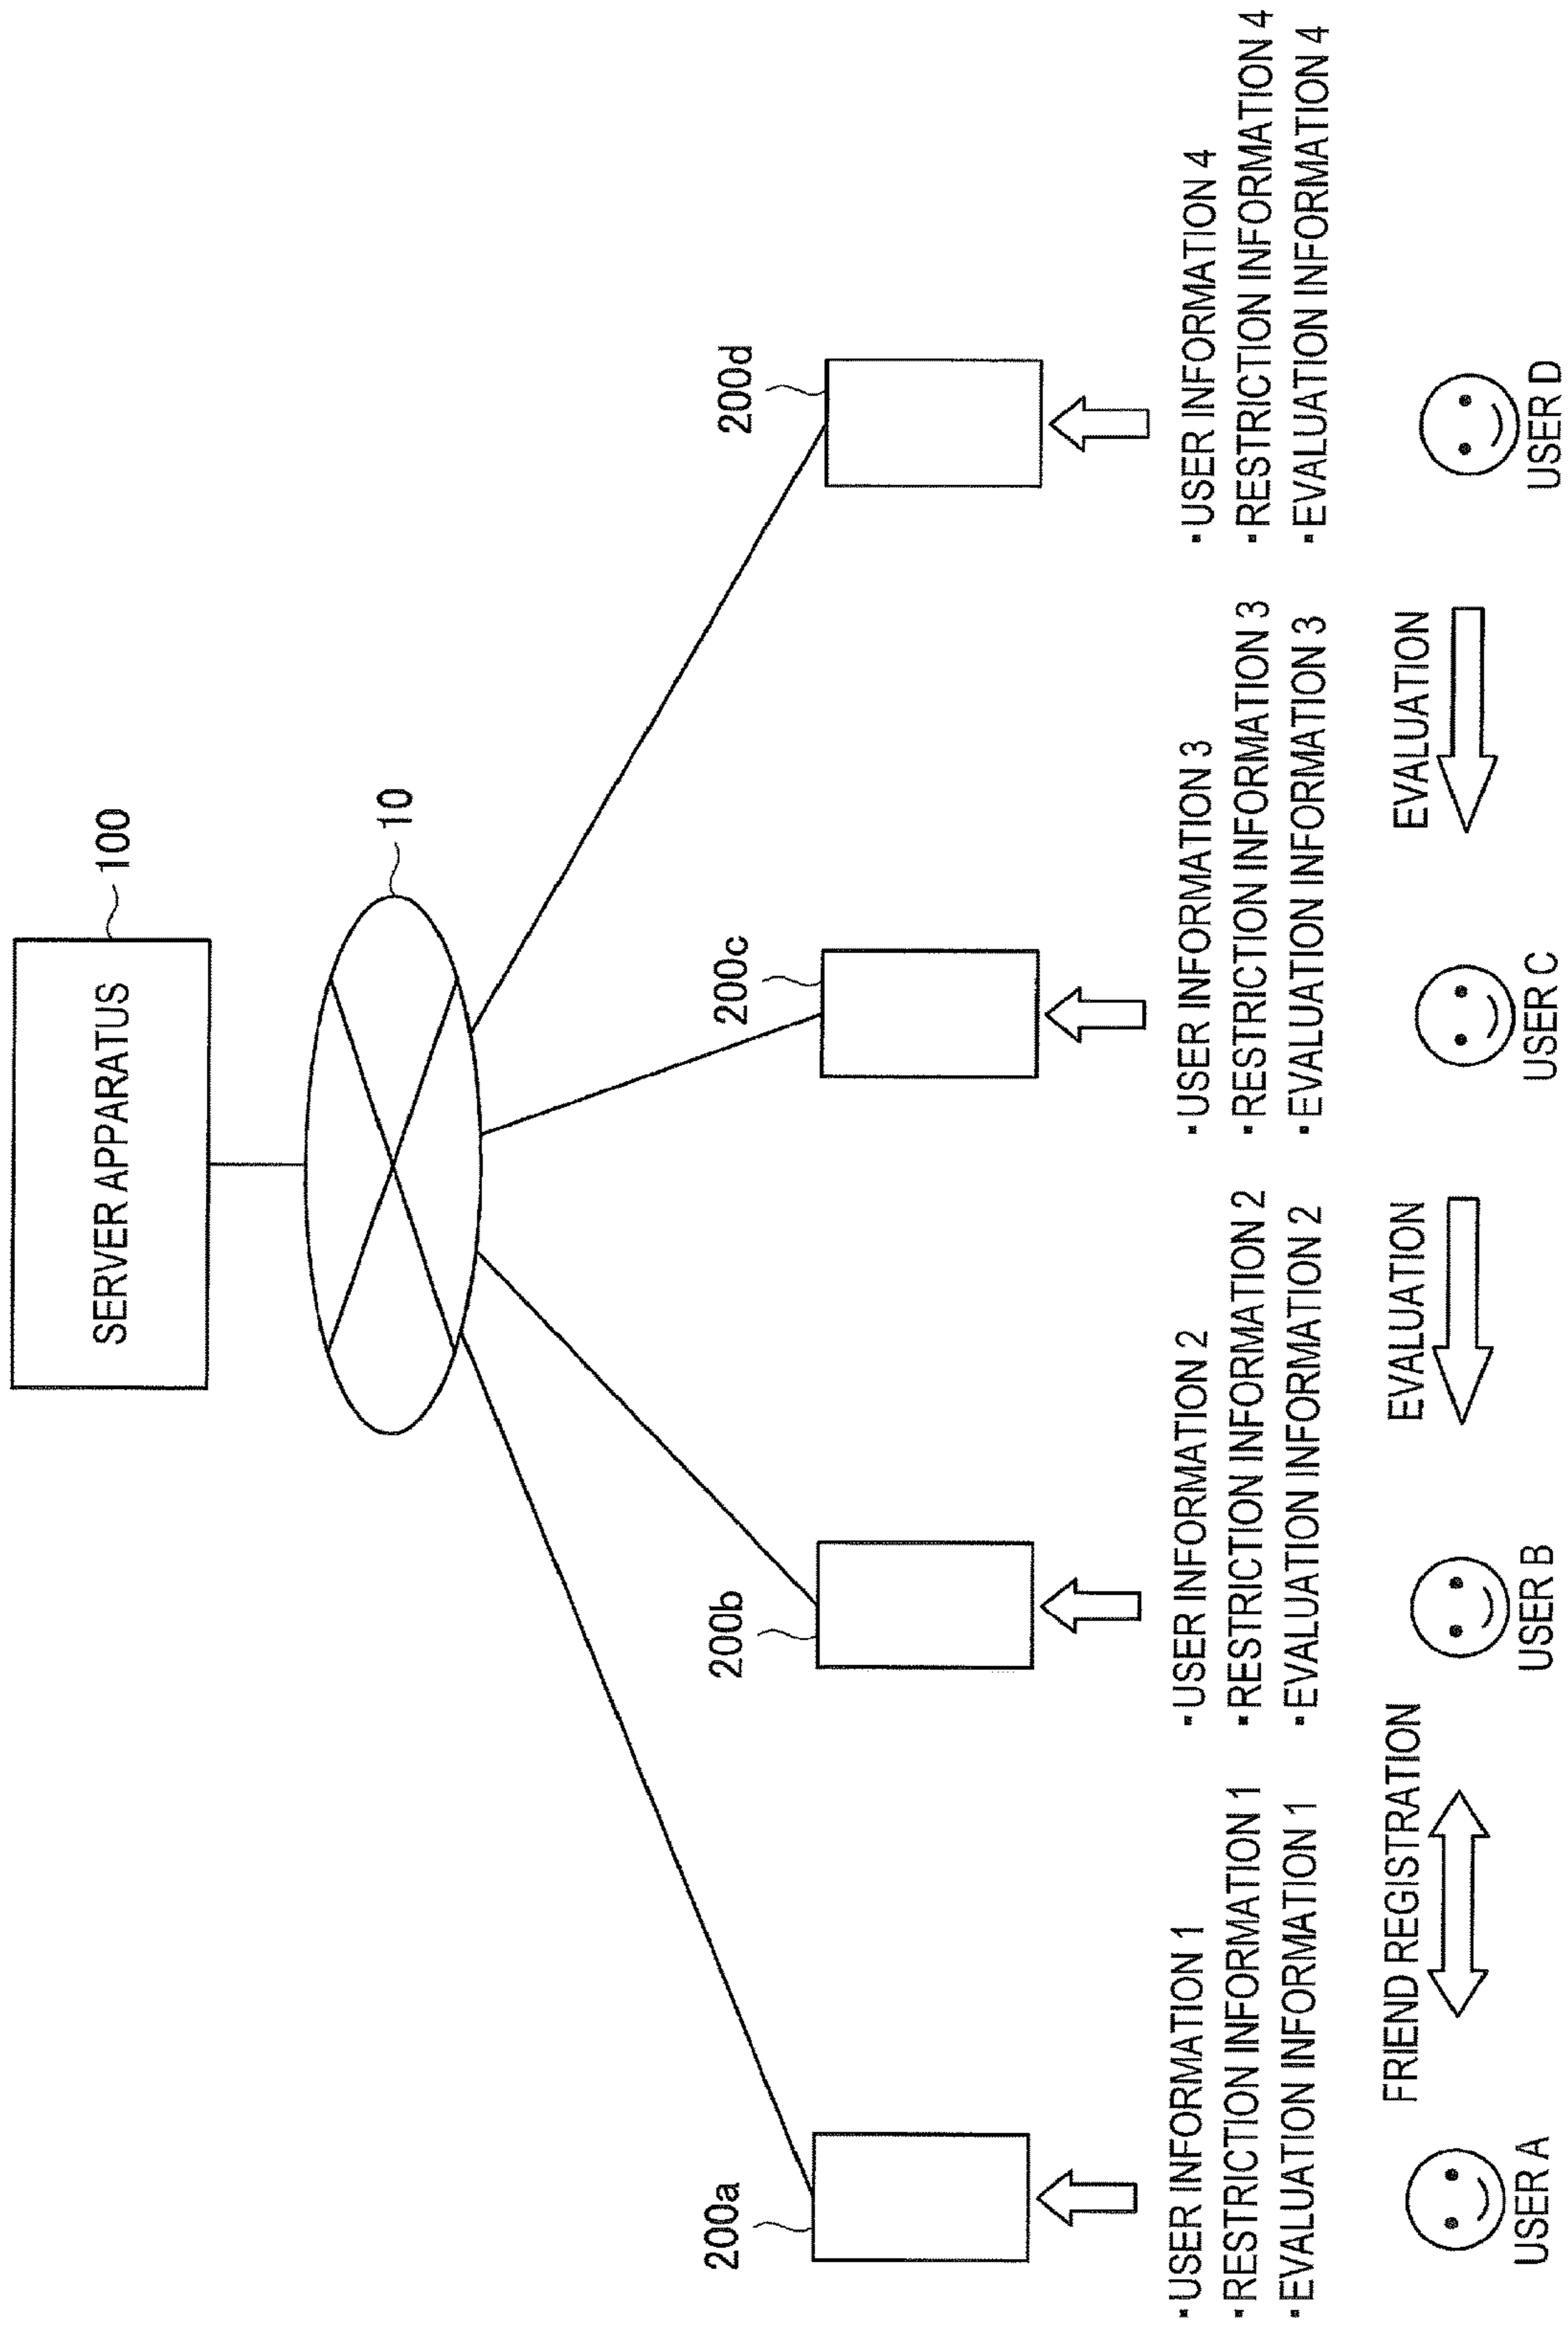 SERVER APPARATUS
100
10
200a
200b
200c
200d
▪USER INFORMATION 1
▪RESTRICTION INFORMATION 1
▪EVALUATION INFORMATION 1
▪USER INFORMATION 2
▪RESTRICTION INFORMATION 2
▪EVALUATION INFORMATION 2
▪USER INFORMATION 3
▪RESTRICTION INFORMATION 3
▪EVALUATION INFORMATION 3
▪USER INFORMATION 4
▪RESTRICTION INFORMATION 4
▪EVALUATION INFORMATION 4
FRIEND REGISTRATION
EVALUATION
EVALUATION
USER A
USER B
USER C
USER D